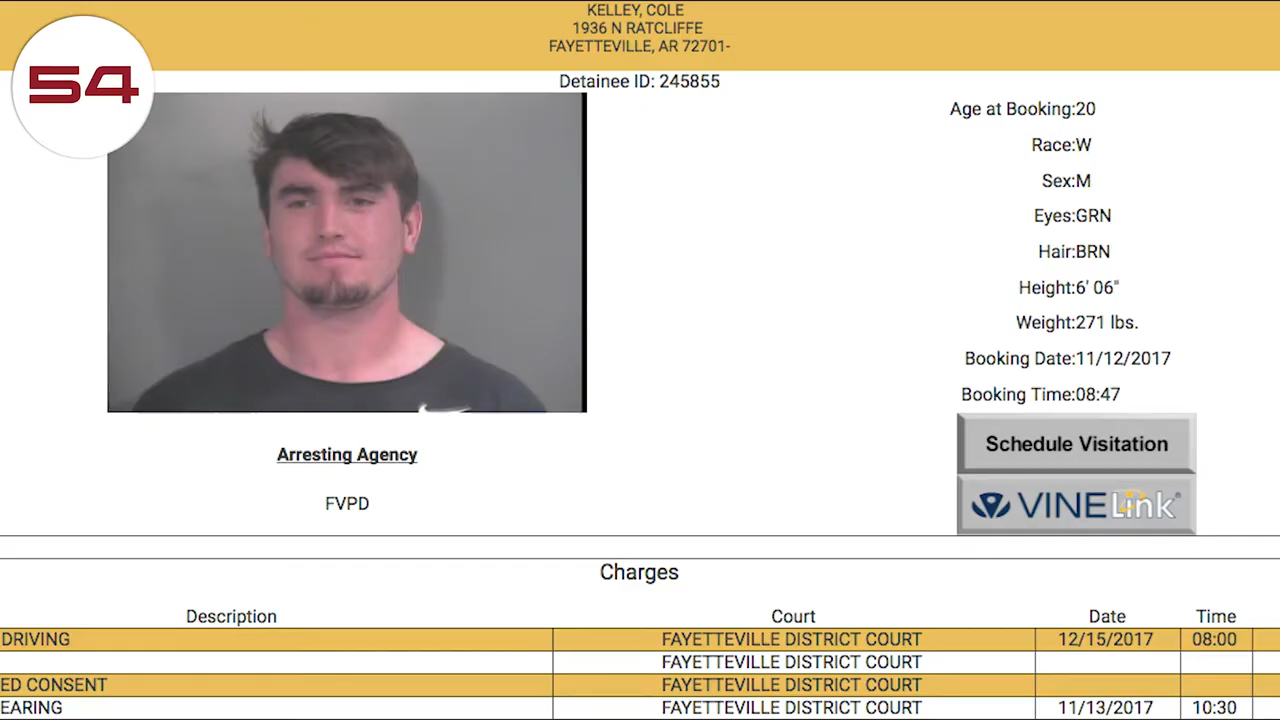 KELLEY, COLE
1936 N RATCLIFFE
FAYETTEVILLE, AR 72701-
54
Detainee ID: 245855
Age at Booking:20
Race:W
Sex:M
Eyes:GRN
Hair:BRN
Height:6' 06"
Weight:271 lbs.
Booking Date:11/12/2017
Booking Time:08:47
Schedule Visitation
VINELink®
Arresting Agency
FVPD
Charges
Description Court Date Time
DRIVING FAYETTEVILLE DISTRICT COURT 12/15/2017 08:00
FAYETTEVILLE DISTRICT COURT
ED CONSENT FAYETTEVILLE DISTRICT COURT
EARING FAYETTEVILLE DISTRICT COURT 11/13/2017 10:30